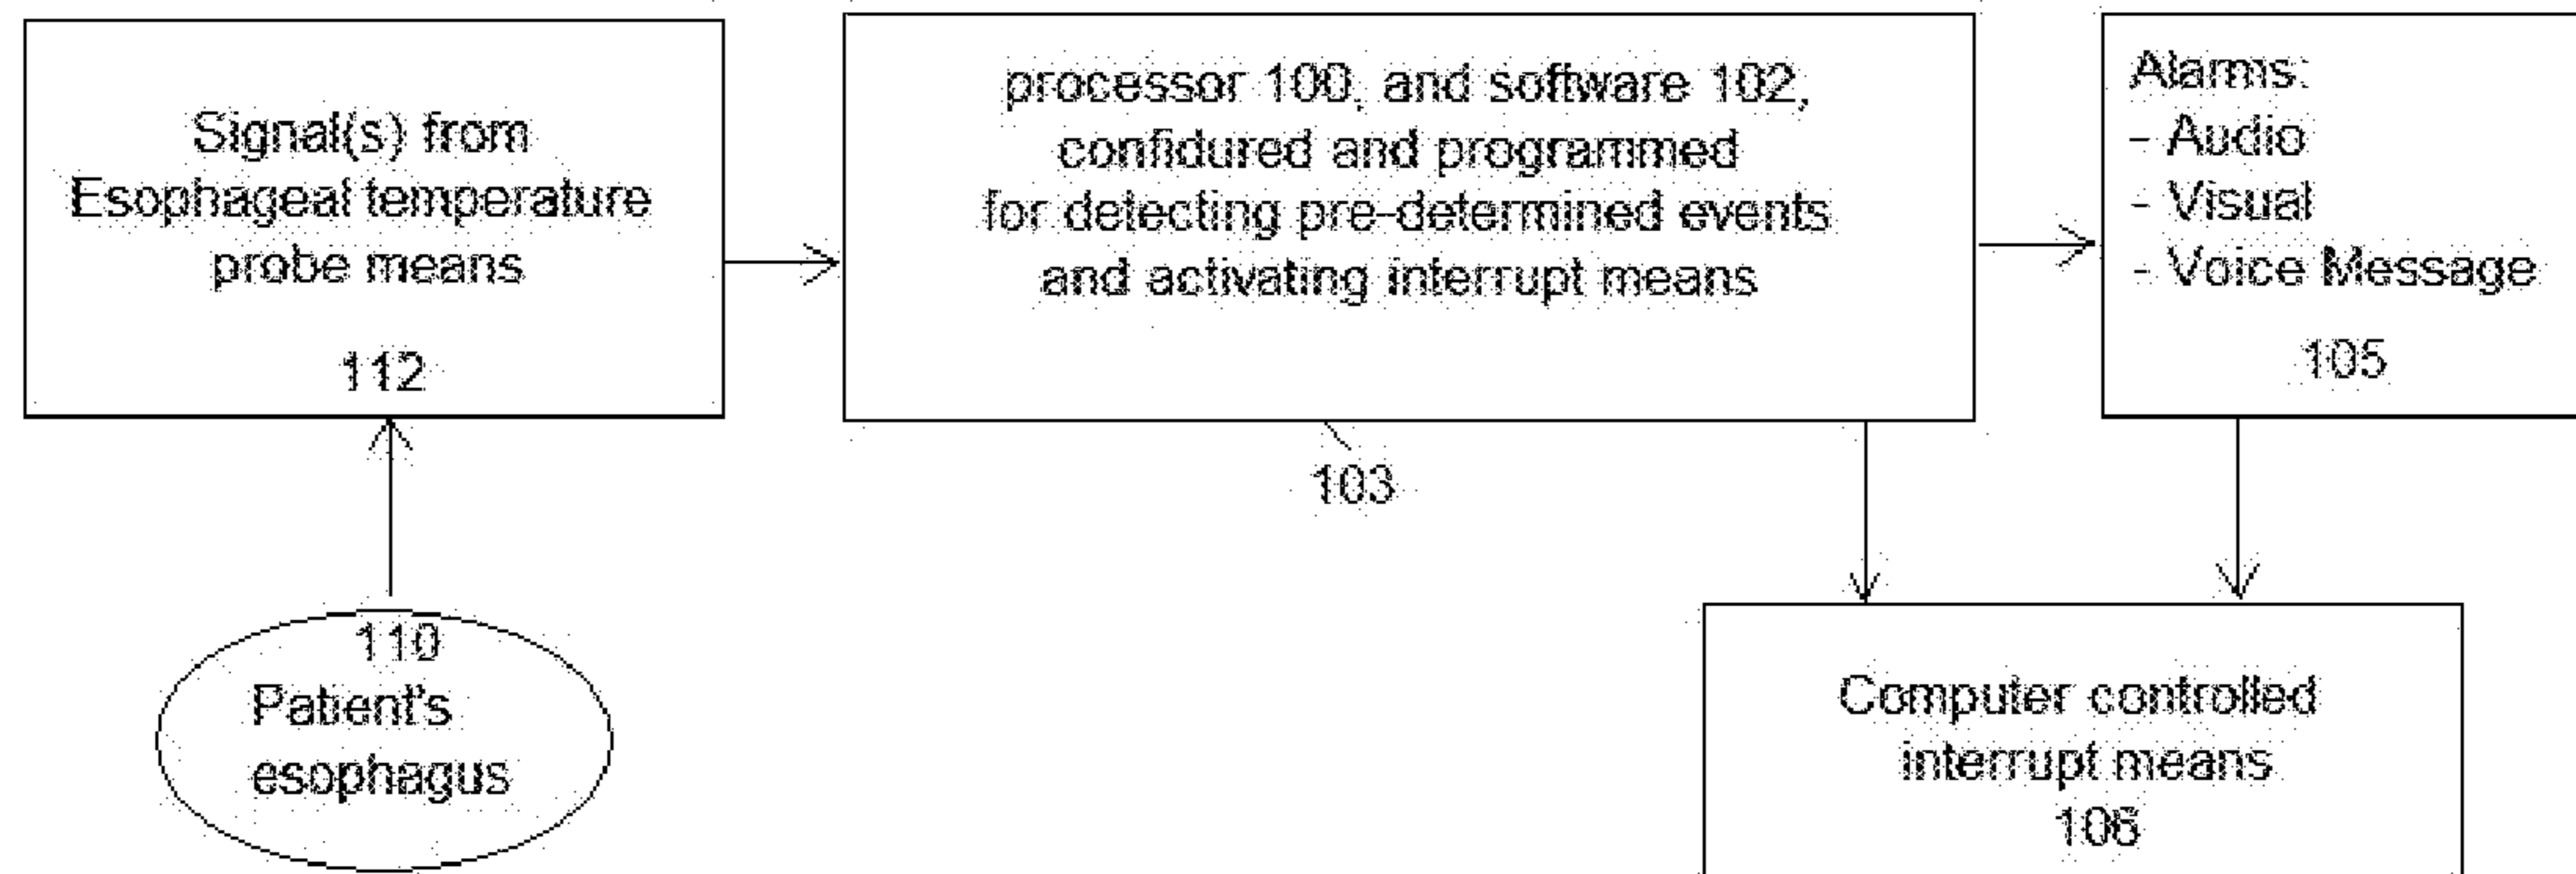 Signal(s) from
Esophageal temperature
probe means
112
processor 100, and software 102,
confidured and programmed
for detecting pre-determined events
and activating interrupt means
103
Alarms:
- Audio
- Visual
- Voice Message
105
110
Patient's
esophagus
Computer controlled
interrupt means
106